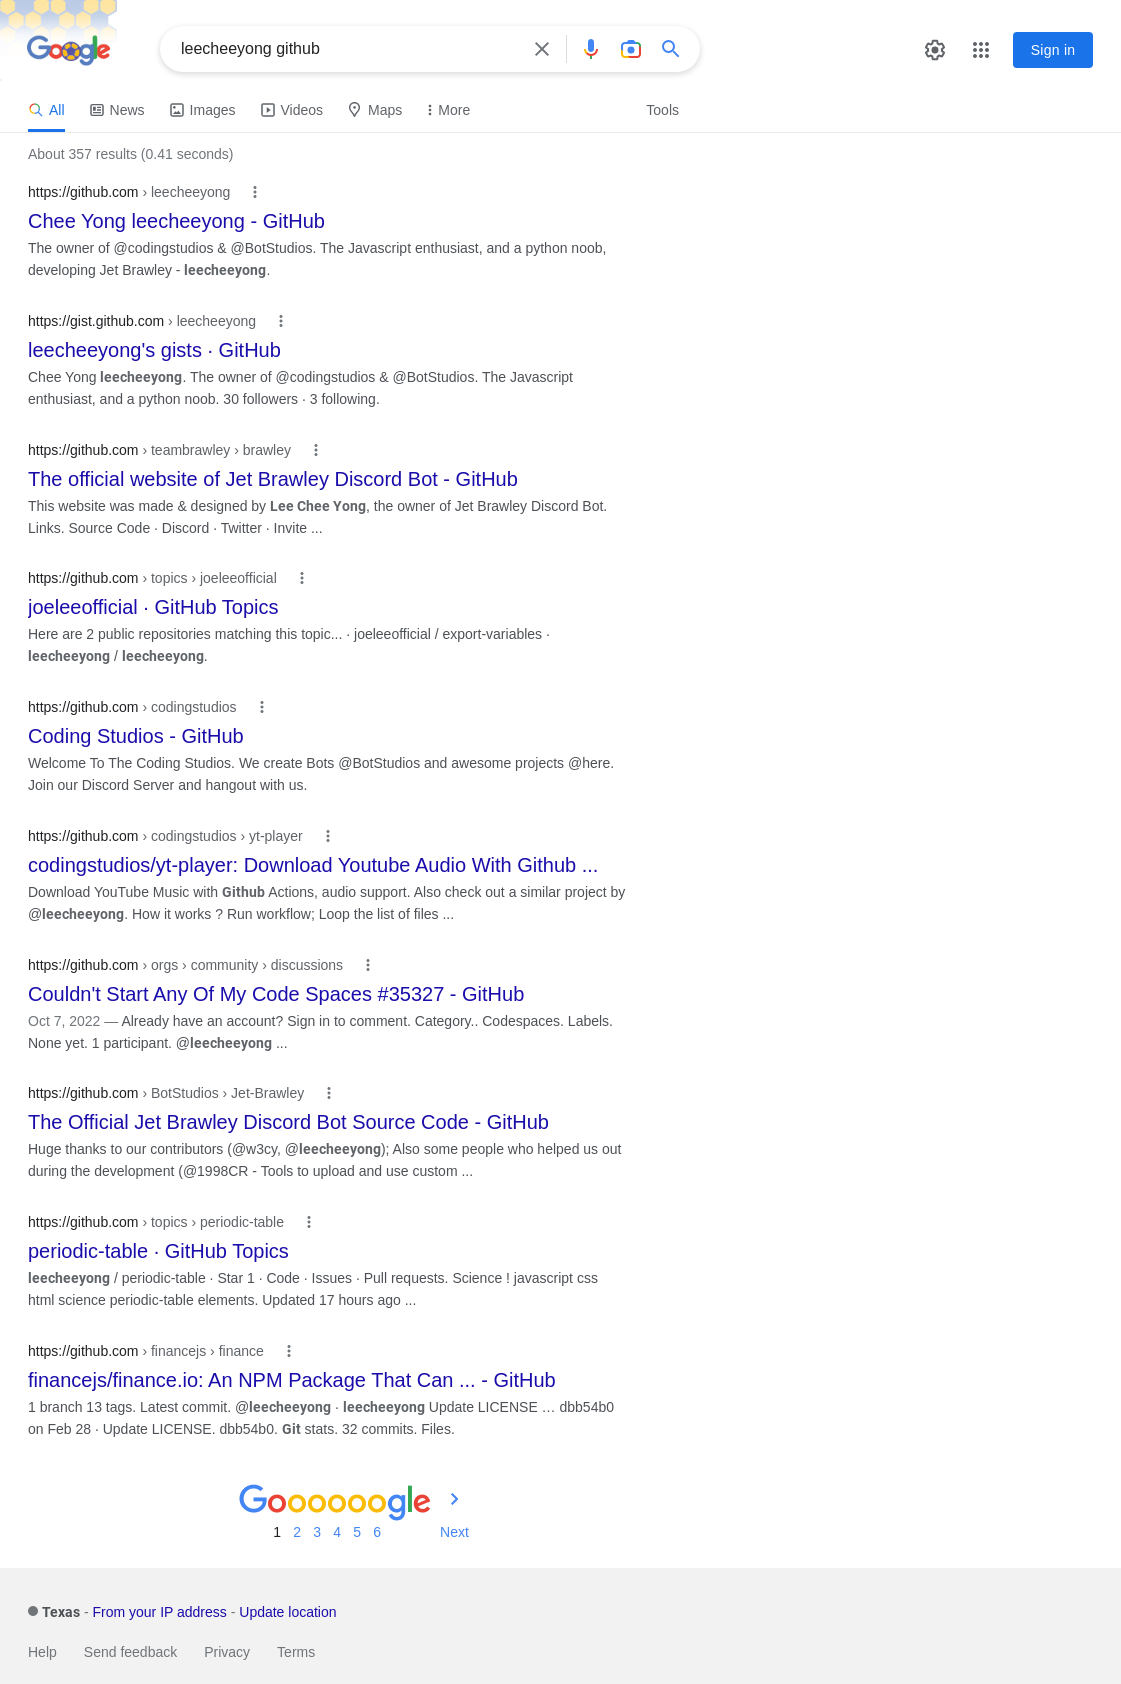 Google
leecheeyong github
Sign in
All News Images Videos Maps More Tools
About 357 results (0.41 seconds)
https://github.com › leecheeyong
Chee Yong leecheeyong - GitHub
The owner of @codingstudios & @BotStudios. The Javascript enthusiast, and a python noob,
developing Jet Brawley - leecheeyong.
https://gist.github.com › leecheeyong
leecheeyong's gists · GitHub
Chee Yong leecheeyong. The owner of @codingstudios & @BotStudios. The Javascript
enthusiast, and a python noob. 30 followers · 3 following.
https://github.com › teambrawley › brawley
The official website of Jet Brawley Discord Bot - GitHub
This website was made & designed by Lee Chee Yong, the owner of Jet Brawley Discord Bot.
Links. Source Code · Discord · Twitter · Invite ...
https://github.com › topics › joeleeofficial
joeleeofficial · GitHub Topics
Here are 2 public repositories matching this topic... · joeleeofficial / export-variables ·
leecheeyong / leecheeyong.
https://github.com › codingstudios
Coding Studios - GitHub
Welcome To The Coding Studios. We create Bots @BotStudios and awesome projects @here.
Join our Discord Server and hangout with us.
https://github.com › codingstudios › yt-player
codingstudios/yt-player: Download Youtube Audio With Github ...
Download YouTube Music with Github Actions, audio support. Also check out a similar project by
@leecheeyong. How it works ? Run workflow; Loop the list of files ...
https://github.com › orgs › community › discussions
Couldn't Start Any Of My Code Spaces #35327 - GitHub
Oct 7, 2022 — Already have an account? Sign in to comment. Category.. Codespaces. Labels.
None yet. 1 participant. @leecheeyong ...
https://github.com › BotStudios › Jet-Brawley
The Official Jet Brawley Discord Bot Source Code - GitHub
Huge thanks to our contributors (@w3cy, @leecheeyong); Also some people who helped us out
during the development (@1998CR - Tools to upload and use custom ...
https://github.com › topics › periodic-table
periodic-table · GitHub Topics
leecheeyong / periodic-table · Star 1 · Code · Issues · Pull requests. Science ! javascript css
html science periodic-table elements. Updated 17 hours ago ...
https://github.com › financejs › finance
financejs/finance.io: An NPM Package That Can ... - GitHub
1 branch 13 tags. Latest commit. @leecheeyong · leecheeyong Update LICENSE … dbb54b0
on Feb 28 · Update LICENSE. dbb54b0. Git stats. 32 commits. Files.
Goooooogle
1 2 3 4 5 6 Next
Texas - From your IP address - Update location
Help Send feedback Privacy Terms